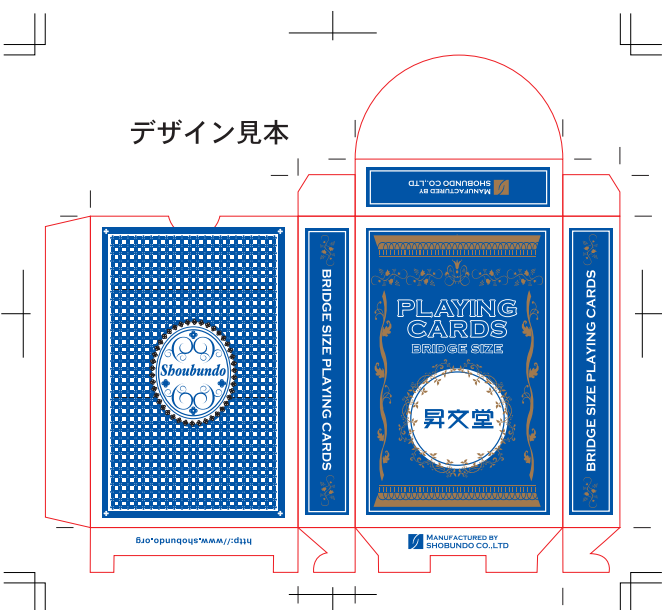 デザイン見本
MANUFACTURED BY
SHOBUNDO CO.,LTD
PLAYING
CARDS
BRIDGE SIZE
昇文堂
Shoubundo
BRIDGE SIZE PLAYING CARDS
BRIDGE SIZE PLAYING CARDS
http://www.shobundo.org
MANUFACTURED BY
SHOBUNDO CO.,LTD